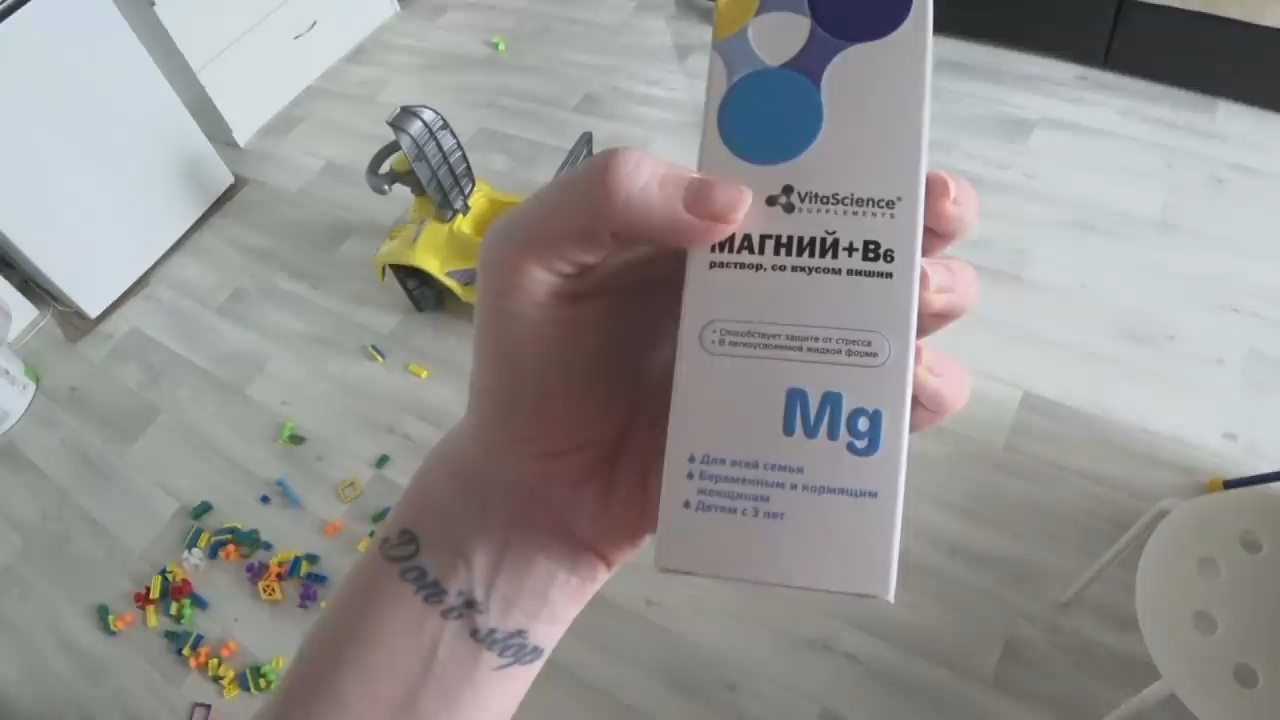 VitaScience®
SUPPLEMENTS
МАГНИЙ+B6
раствор, со вкусом вишни
• Способствует защите от стресса
• В легкоусвояемой жидкой форме
Mg
Для всей семьи
Беременным и кормящим
женщинам
Детям с 3 лет
Don't stop